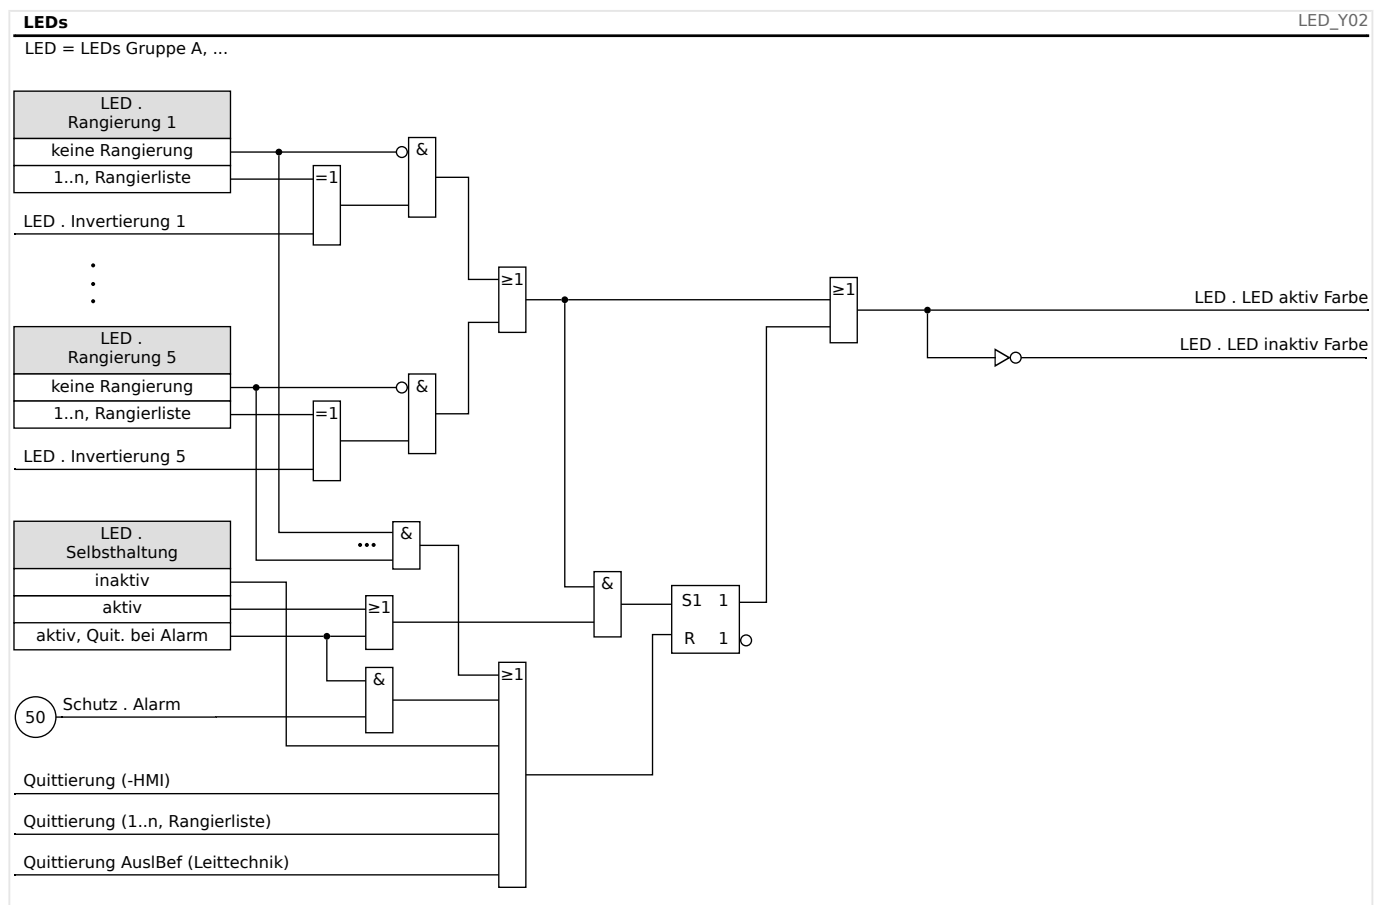 LEDs
LED_Y02
LED = LEDs Gruppe A, ...
LED .
Rangierung 1
keine Rangierung
1..n, Rangierliste
LED . Invertierung 1
=1
&
≥1
≥1
LED . LED aktiv Farbe
LED . LED inaktiv Farbe
LED .
Rangierung 5
keine Rangierung
1..n, Rangierliste
LED . Invertierung 5
=1
&
LED .
Selbsthaltung
inaktiv
aktiv
aktiv, Quit. bei Alarm
&
...
≥1
&
S1 1
R 1
&
≥1
50
Schutz . Alarm
Quittierung (-HMI)
Quittierung (1..n, Rangierliste)
Quittierung AuslBef (Leittechnik)